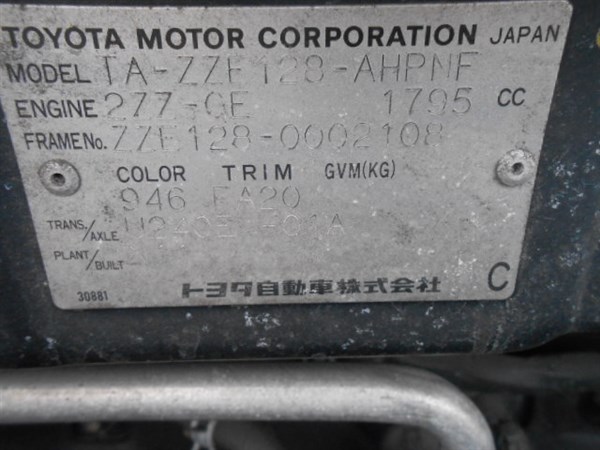 TOYOTA MOTOR CORPORATION JAPAN
MODEL TA-ZZE128-AHPNF
ENGINE 2ZZ-GE 1795 CC
FRAME No. ZZE128-0002108
COLOR TRIM GVM(KG)
946 FA20
TRANS./AXLE U240E
PLANT/BUILT
30881 トヨタ自動車株式会社 C